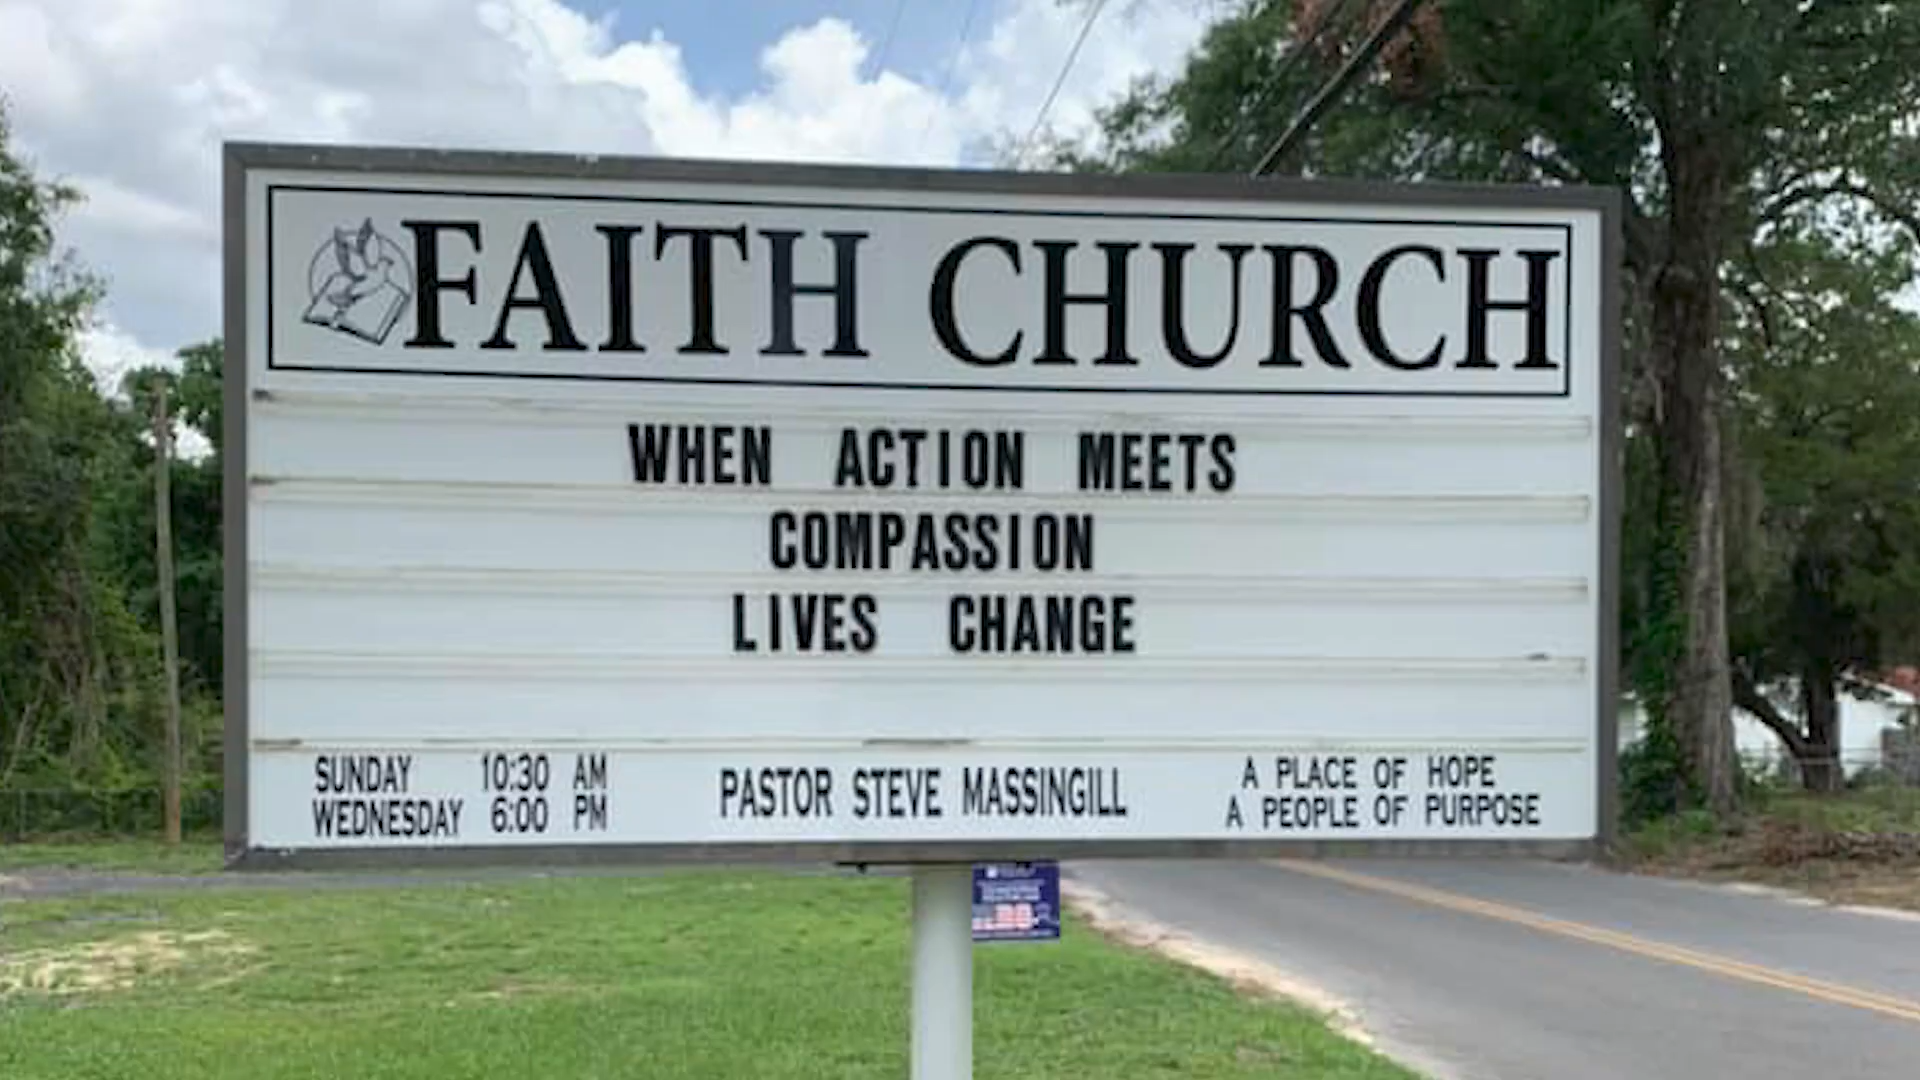 FAITH CHURCH
WHEN ACTION MEETS
COMPASSION
LIVES CHANGE
SUNDAY 10:30 AM
WEDNESDAY 6:00 PM
PASTOR STEVE MASSINGILL
A PLACE OF HOPE
A PEOPLE OF PURPOSE